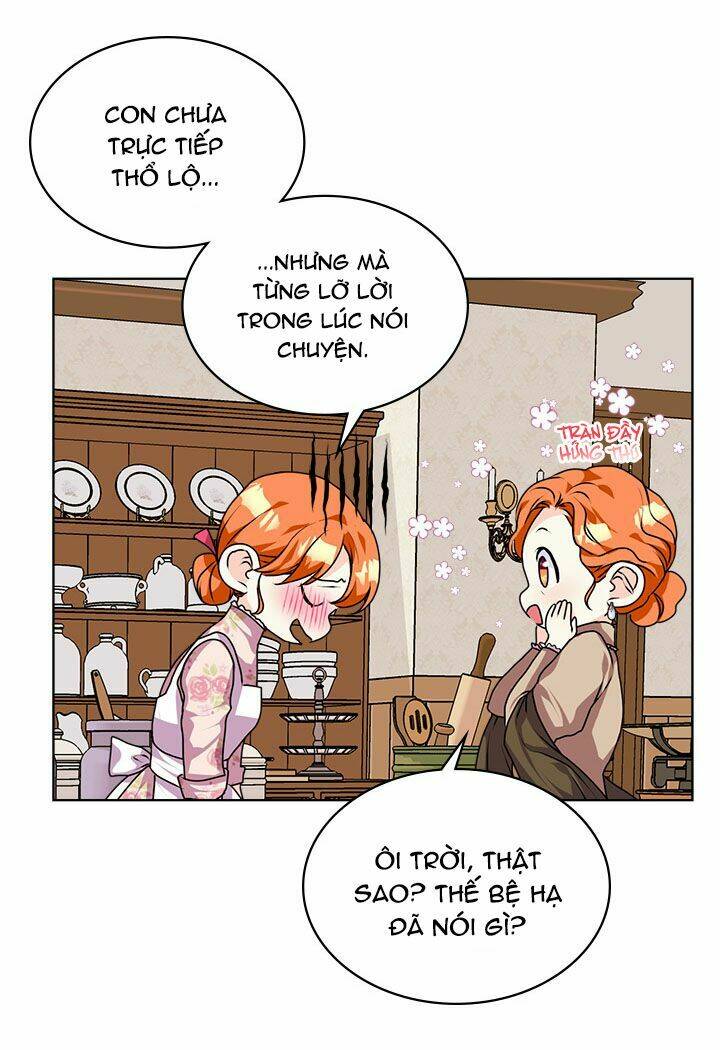 CON CHƯA
TRỰC TIẾP
THỔ LỘ...
...NHƯNG MÀ
TỪNG LỠ LỜI
TRONG LÚC NÓI
CHUYỆN.
TRÀN ĐẦY
HỨNG THÚ
ÔI TRỜI, THẬT
SAO? THẾ BỆ HẠ
ĐÃ NÓI GÌ?